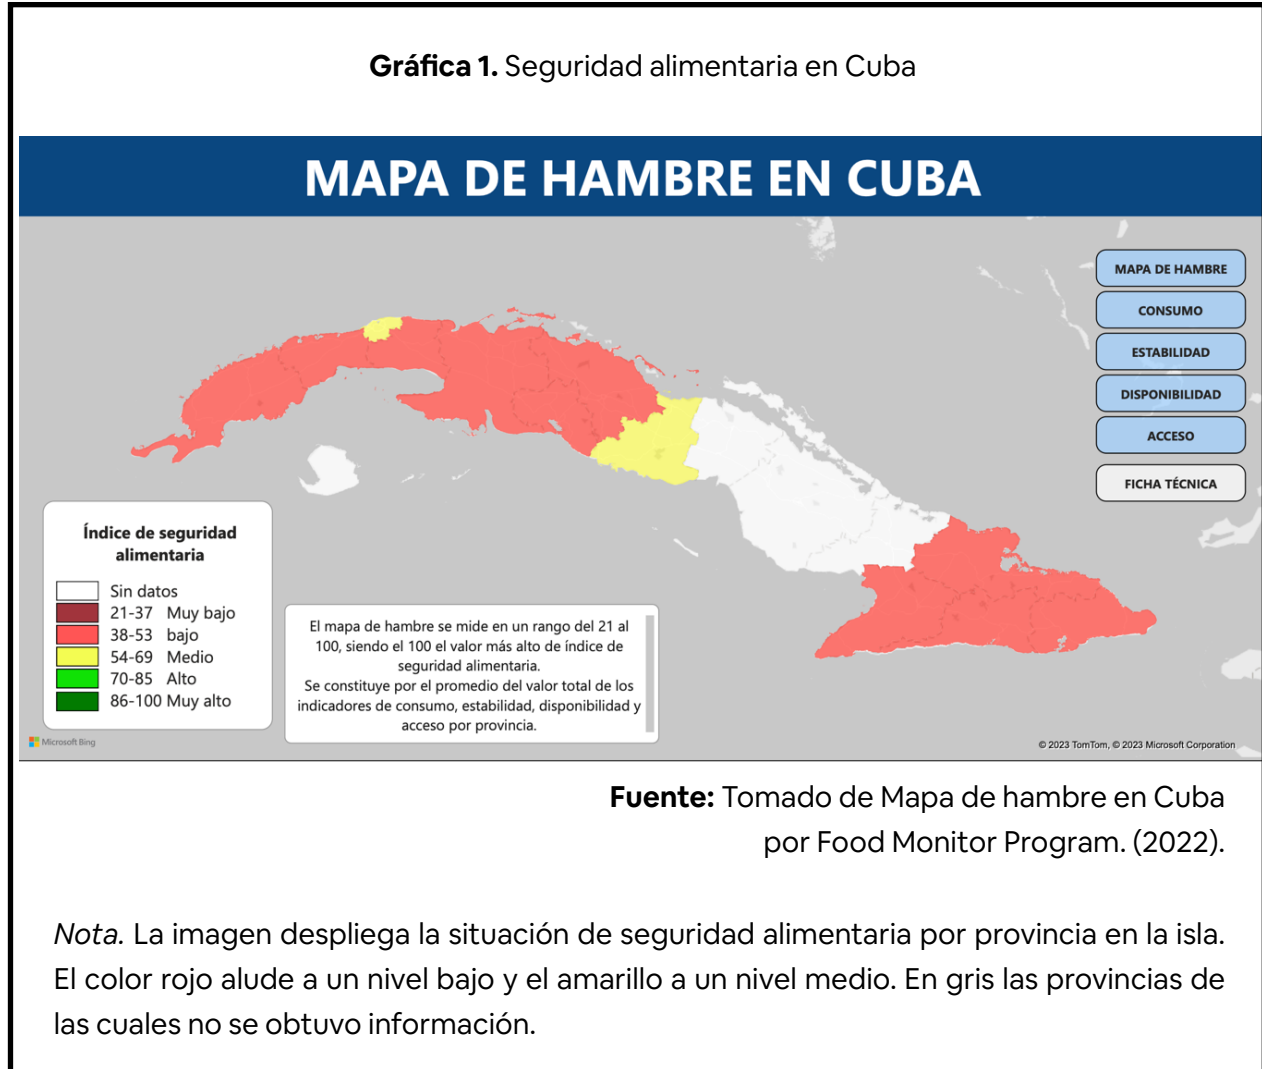 Gráfica 1. Seguridad alimentaria en Cuba
MAPA DE HAMBRE EN CUBA
MAPA DE HAMBRE
CONSUMO
ESTABILIDAD
DISPONIBILIDAD
ACCESO
FICHA TÉCNICA
Índice de seguridad
alimentaria
Sin datos
21-37 Muy bajo
38-53 bajo
54-69 Medio
70-85 Alto
86-100 Muy alto
El mapa de hambre se mide en un rango del 21 al
100, siendo el 100 el valor más alto de índice de
seguridad alimentaria.
Se constituye por el promedio del valor total de los
indicadores de consumo, estabilidad, disponibilidad y
acceso por provincia.
Microsoft Bing
© 2023 TomTom, © 2023 Microsoft Corporation
Fuente: Tomado de Mapa de hambre en Cuba
por Food Monitor Program. (2022).
Nota. La imagen despliega la situación de seguridad alimentaria por provincia en la isla.
El color rojo alude a un nivel bajo y el amarillo a un nivel medio. En gris las provincias de
las cuales no se obtuvo información.